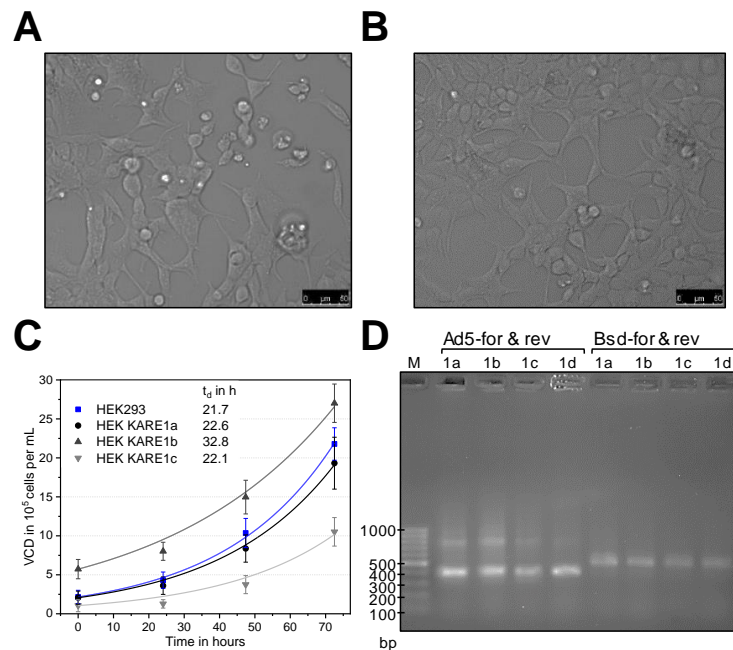 A
B
0 µm 50
0 µm 50
C
t_d in h
HEK293 21.7
HEK KARE1a 22.6
HEK KARE1b 32.8
HEK KARE1c 22.1
30
25
20
15
10
5
0
VCD in 10⁵ cells per mL
0 10 20 30 40 50 60 70
Time in hours
D
Ad5-for & rev Bsd-for & rev
M 1a 1b 1c 1d 1a 1b 1c 1d
1000
500
400
300
200
100
bp